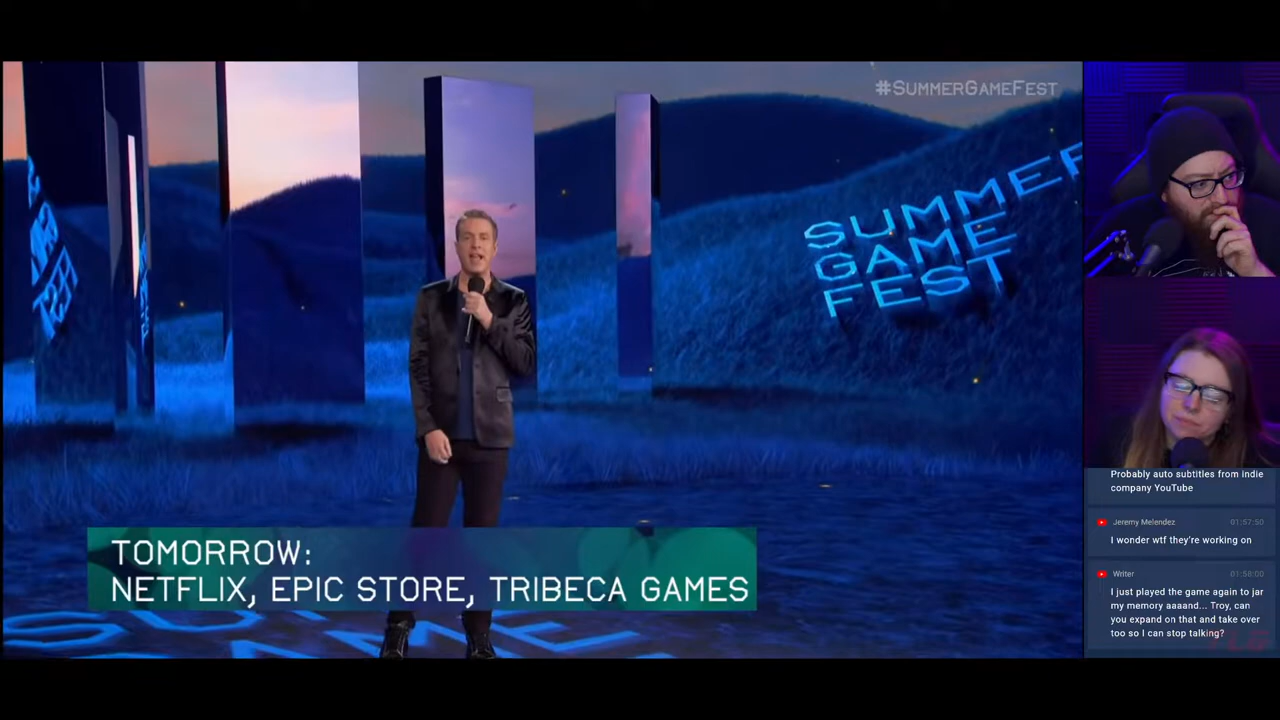 #SUMMERGAMEFEST
SUMMER
GAME
FEST
TOMORROW:
NETFLIX, EPIC STORE, TRIBECA GAMES
Probably auto subtitles from indie
company YouTube
Jeremy Melendez 01:57:50
I wonder wtf they're working on
Writer 01:58:00
I just played the game again to jar
my memory aaaand... Troy, can
you expand on that and take over
too so I can stop talking?